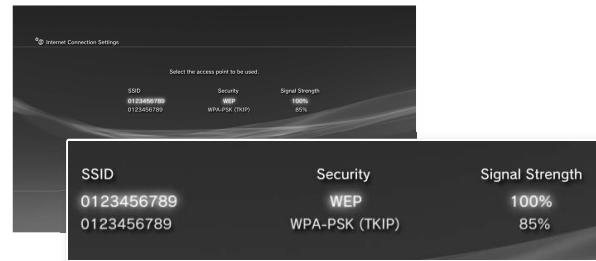 Internet Connection Settings
Select the access point to be used.
SSID Security Signal Strength
0123456789 WEP 100%
0123456789 WPA-PSK (TKIP) 85%
SSID Security Signal Strength
0123456789 WEP 100%
0123456789 WPA-PSK (TKIP) 85%